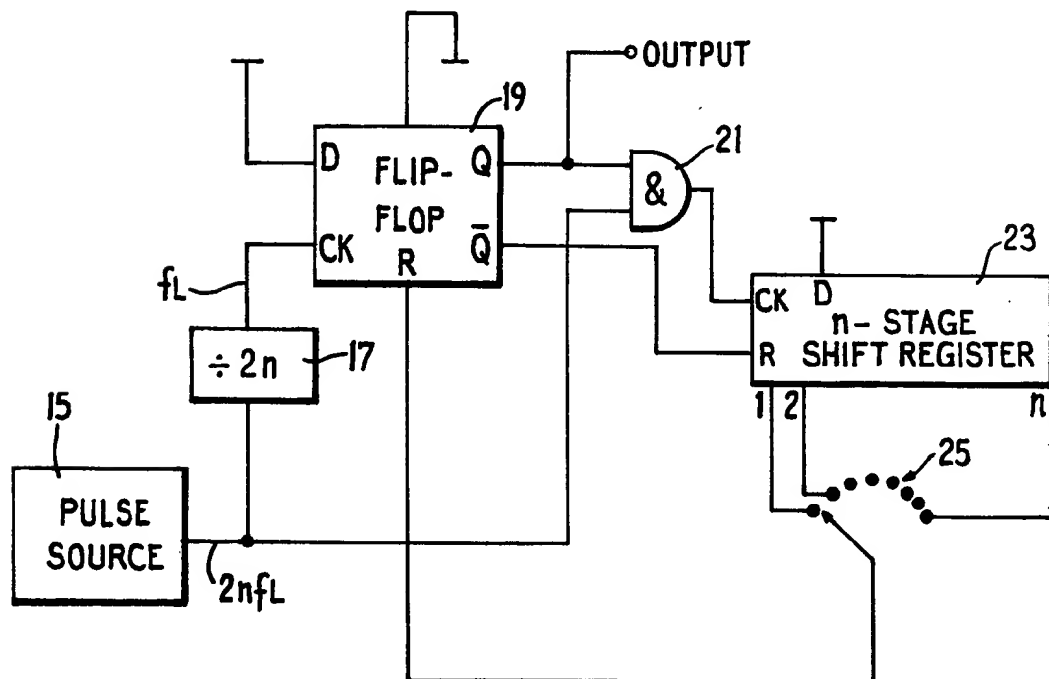 19
OUTPUT
21
D
FLIP-
FLOP
Q
CK
R
Q̅
&
fL
÷ 2n
17
15
PULSE
SOURCE
2nfL
23
CK
D
n - STAGE
SHIFT REGISTER
R
1
2
n
25